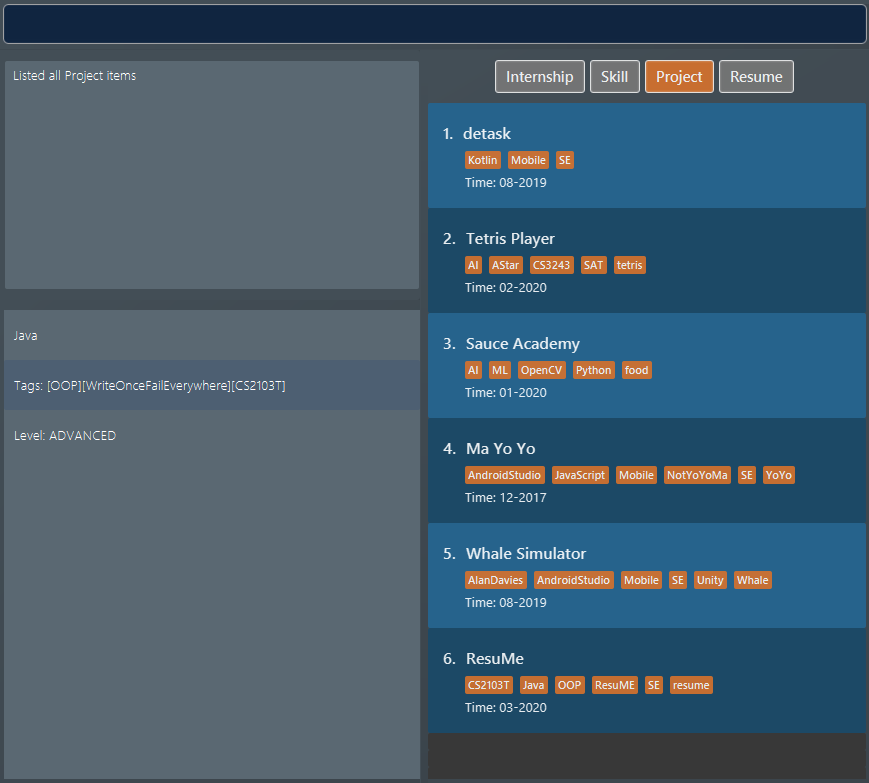 Listed all Project items
Java
Tags: [OOP][WriteOnceFailEverywhere][CS2103T]
Level: ADVANCED
Internship Skill Project Resume
1. detask
Kotlin Mobile SE
Time: 08-2019
2. Tetris Player
AI AStar CS3243 SAT tetris
Time: 02-2020
3. Sauce Academy
AI ML OpenCV Python food
Time: 01-2020
4. Ma Yo Yo
AndroidStudio JavaScript Mobile NotYoYoMa SE YoYo
Time: 12-2017
5. Whale Simulator
AlanDavies AndroidStudio Mobile SE Unity Whale
Time: 08-2019
6. ResuMe
CS2103T Java OOP ResuME SE resume
Time: 03-2020